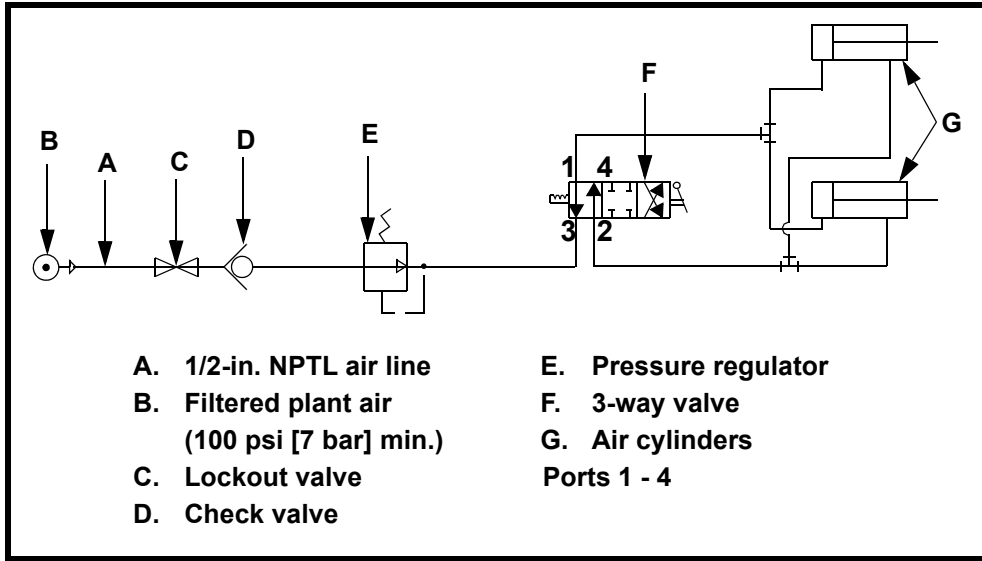 F
G
B
A
C
D
E
1 4
3 2
A. 1/2-in. NPTL air line
B. Filtered plant air
(100 psi [7 bar] min.)
C. Lockout valve
D. Check valve
E. Pressure regulator
F. 3-way valve
G. Air cylinders
Ports 1 - 4